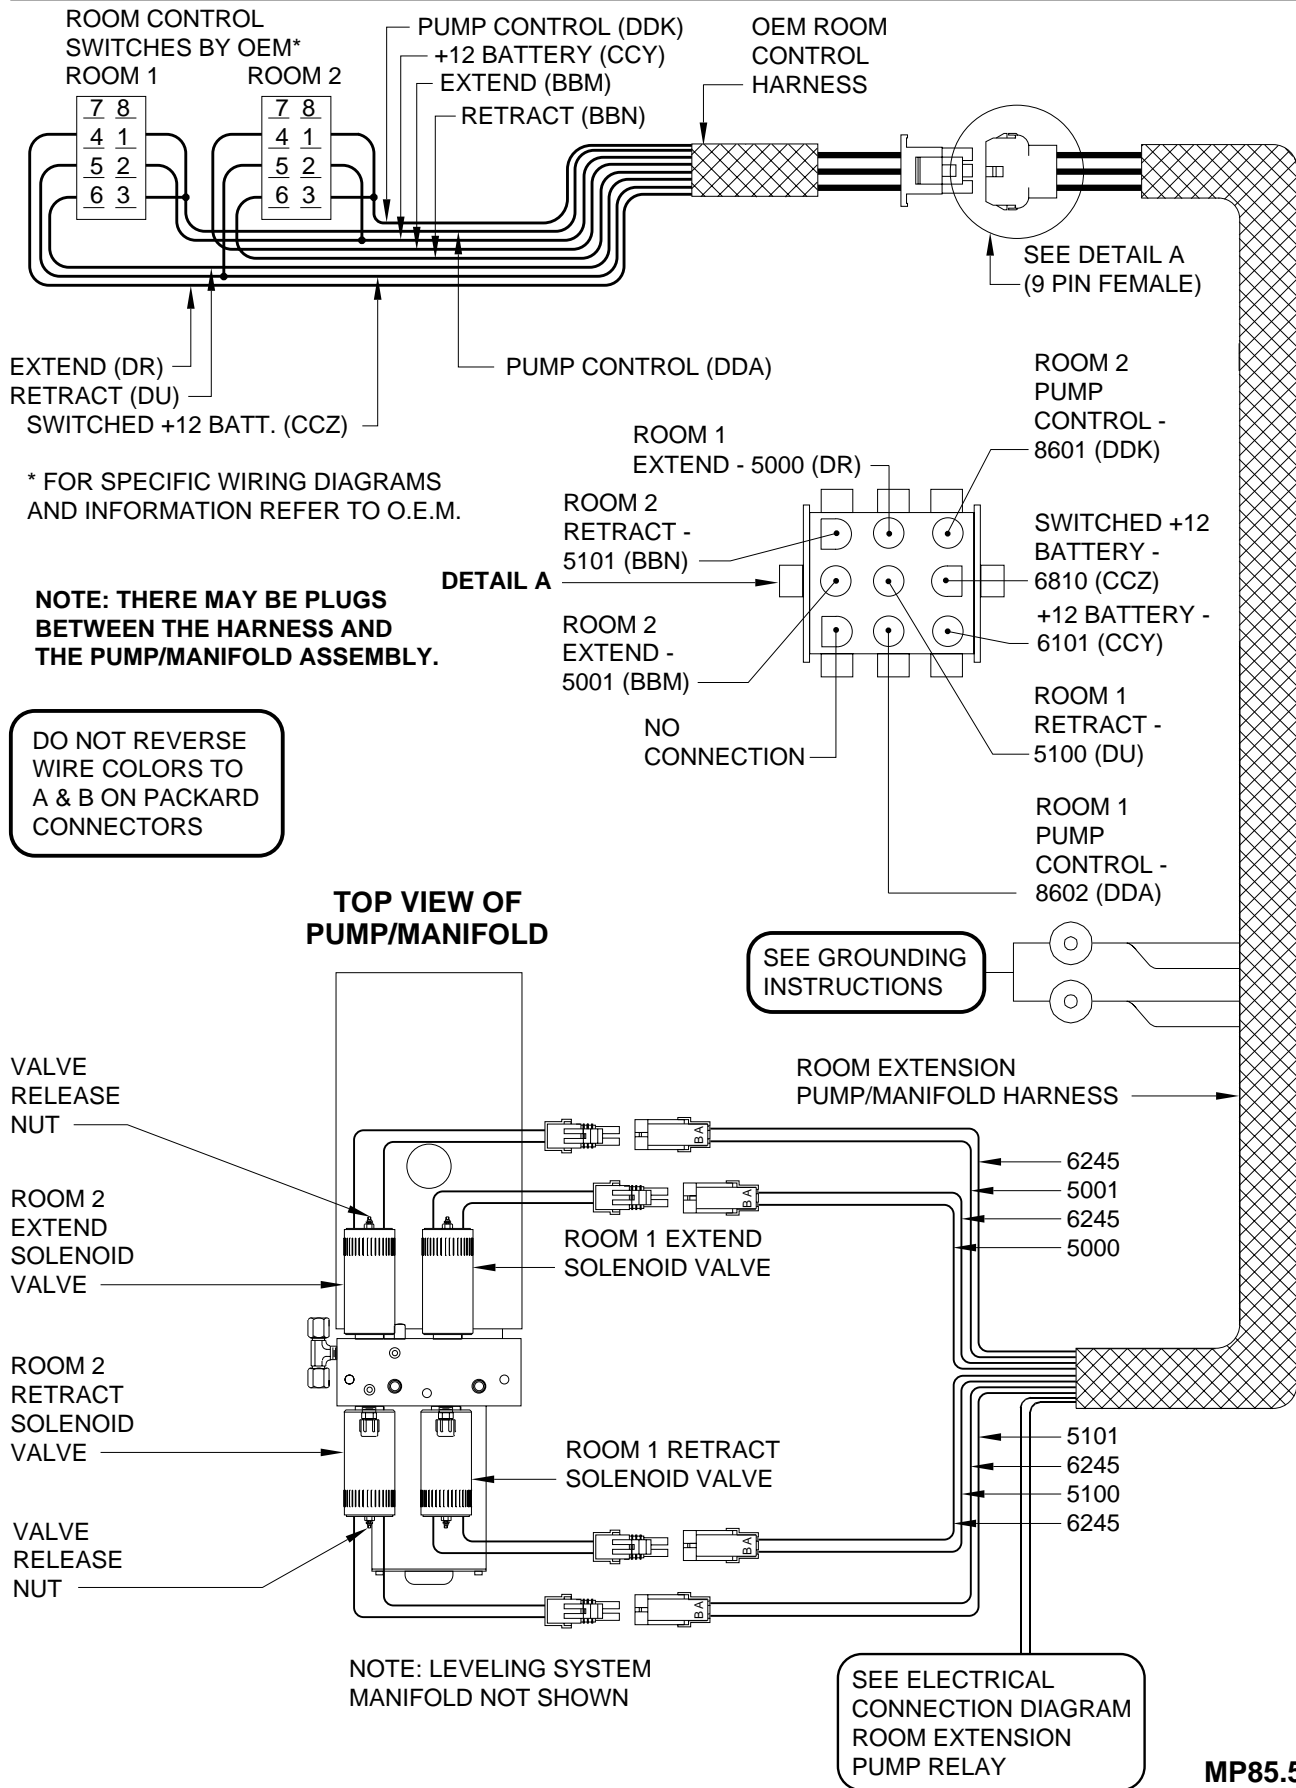 ROOM CONTROL
SWITCHES BY OEM*
ROOM 1
ROOM 2
7 8
4 1
5 2
6 3
7 8
4 1
5 2
6 3
PUMP CONTROL (DDK)
+12 BATTERY (CCY)
EXTEND (BBM)
RETRACT (BBN)
OEM ROOM
CONTROL
HARNESS
SEE DETAIL A
(9 PIN FEMALE)
EXTEND (DR)
RETRACT (DU)
SWITCHED +12 BATT. (CCZ)
PUMP CONTROL (DDA)
* FOR SPECIFIC WIRING DIAGRAMS
AND INFORMATION REFER TO O.E.M.
NOTE: THERE MAY BE PLUGS
BETWEEN THE HARNESS AND
THE PUMP/MANIFOLD ASSEMBLY.
DO NOT REVERSE
WIRE COLORS TO
A & B ON PACKARD
CONNECTORS
ROOM 1
EXTEND - 5000 (DR)
ROOM 2
RETRACT -
5101 (BBN)
DETAIL A
ROOM 2
EXTEND -
5001 (BBM)
NO
CONNECTION
ROOM 2
PUMP
CONTROL -
8601 (DDK)
SWITCHED +12
BATTERY -
6810 (CCZ)
+12 BATTERY -
6101 (CCY)
ROOM 1
RETRACT -
5100 (DU)
ROOM 1
PUMP
CONTROL -
8602 (DDA)
TOP VIEW OF
PUMP/MANIFOLD
SEE GROUNDING
INSTRUCTIONS
ROOM EXTENSION
PUMP/MANIFOLD HARNESS
VALVE
RELEASE
NUT
ROOM 2
EXTEND
SOLENOID
VALVE
ROOM 1 EXTEND
SOLENOID VALVE
B A
B A
6245
5001
6245
5000
ROOM 2
RETRACT
SOLENOID
VALVE
ROOM 1 RETRACT
SOLENOID VALVE
VALVE
RELEASE
NUT
B A
B A
5101
6245
5100
6245
NOTE: LEVELING SYSTEM
MANIFOLD NOT SHOWN
SEE ELECTRICAL
CONNECTION DIAGRAM
ROOM EXTENSION
PUMP RELAY
MP85.5